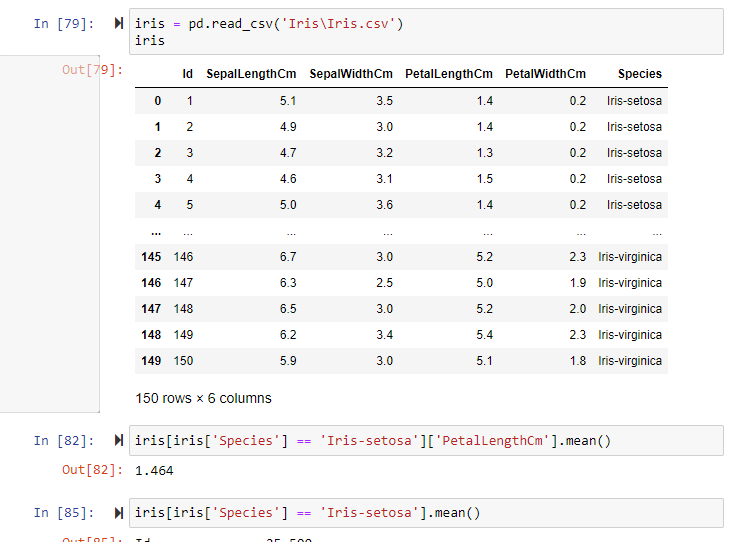 In [79]: iris = pd.read_csv('Iris\Iris.csv')
iris
Out[79]:
Id SepalLengthCm SepalWidthCm PetalLengthCm PetalWidthCm Species
0 1 5.1 3.5 1.4 0.2 Iris-setosa
1 2 4.9 3.0 1.4 0.2 Iris-setosa
2 3 4.7 3.2 1.3 0.2 Iris-setosa
3 4 4.6 3.1 1.5 0.2 Iris-setosa
4 5 5.0 3.6 1.4 0.2 Iris-setosa
... ... ... ... ... ... ...
145 146 6.7 3.0 5.2 2.3 Iris-virginica
146 147 6.3 2.5 5.0 1.9 Iris-virginica
147 148 6.5 3.0 5.2 2.0 Iris-virginica
148 149 6.2 3.4 5.4 2.3 Iris-virginica
149 150 5.9 3.0 5.1 1.8 Iris-virginica
150 rows × 6 columns
In [82]: iris[iris['Species'] == 'Iris-setosa']['PetalLengthCm'].mean()
Out[82]: 1.464
In [85]: iris[iris['Species'] == 'Iris-setosa'].mean()
Out[85]: Id 25.500